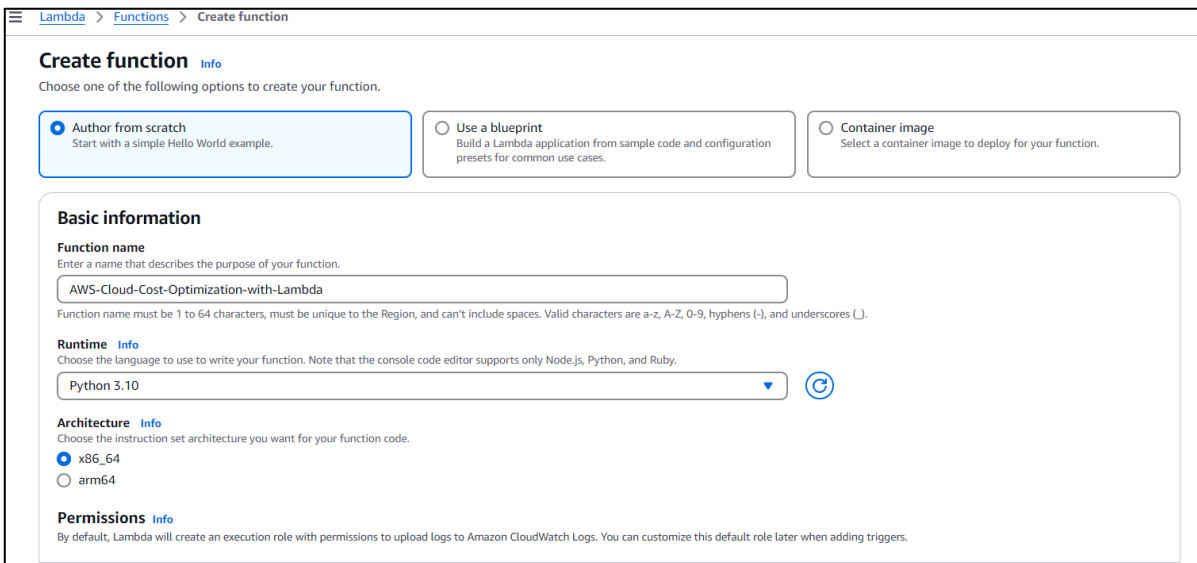 Lambda > Functions > Create function
Create function Info
Choose one of the following options to create your function.
Author from scratch
Start with a simple Hello World example.
Use a blueprint
Build a Lambda application from sample code and configuration
presets for common use cases.
Container image
Select a container image to deploy for your function.
Basic information
Function name
Enter a name that describes the purpose of your function.
AWS-Cloud-Cost-Optimization-with-Lambda
Function name must be 1 to 64 characters, must be unique to the Region, and can't include spaces. Valid characters are a-z, A-Z, 0-9, hyphens (-), and underscores (_).
Runtime Info
Choose the language to use to write your function. Note that the console code editor supports only Node.js, Python, and Ruby.
Python 3.10
Architecture Info
Choose the instruction set architecture you want for your function code.
x86_64
arm64
Permissions Info
By default, Lambda will create an execution role with permissions to upload logs to Amazon CloudWatch Logs. You can customize this default role later when adding triggers.